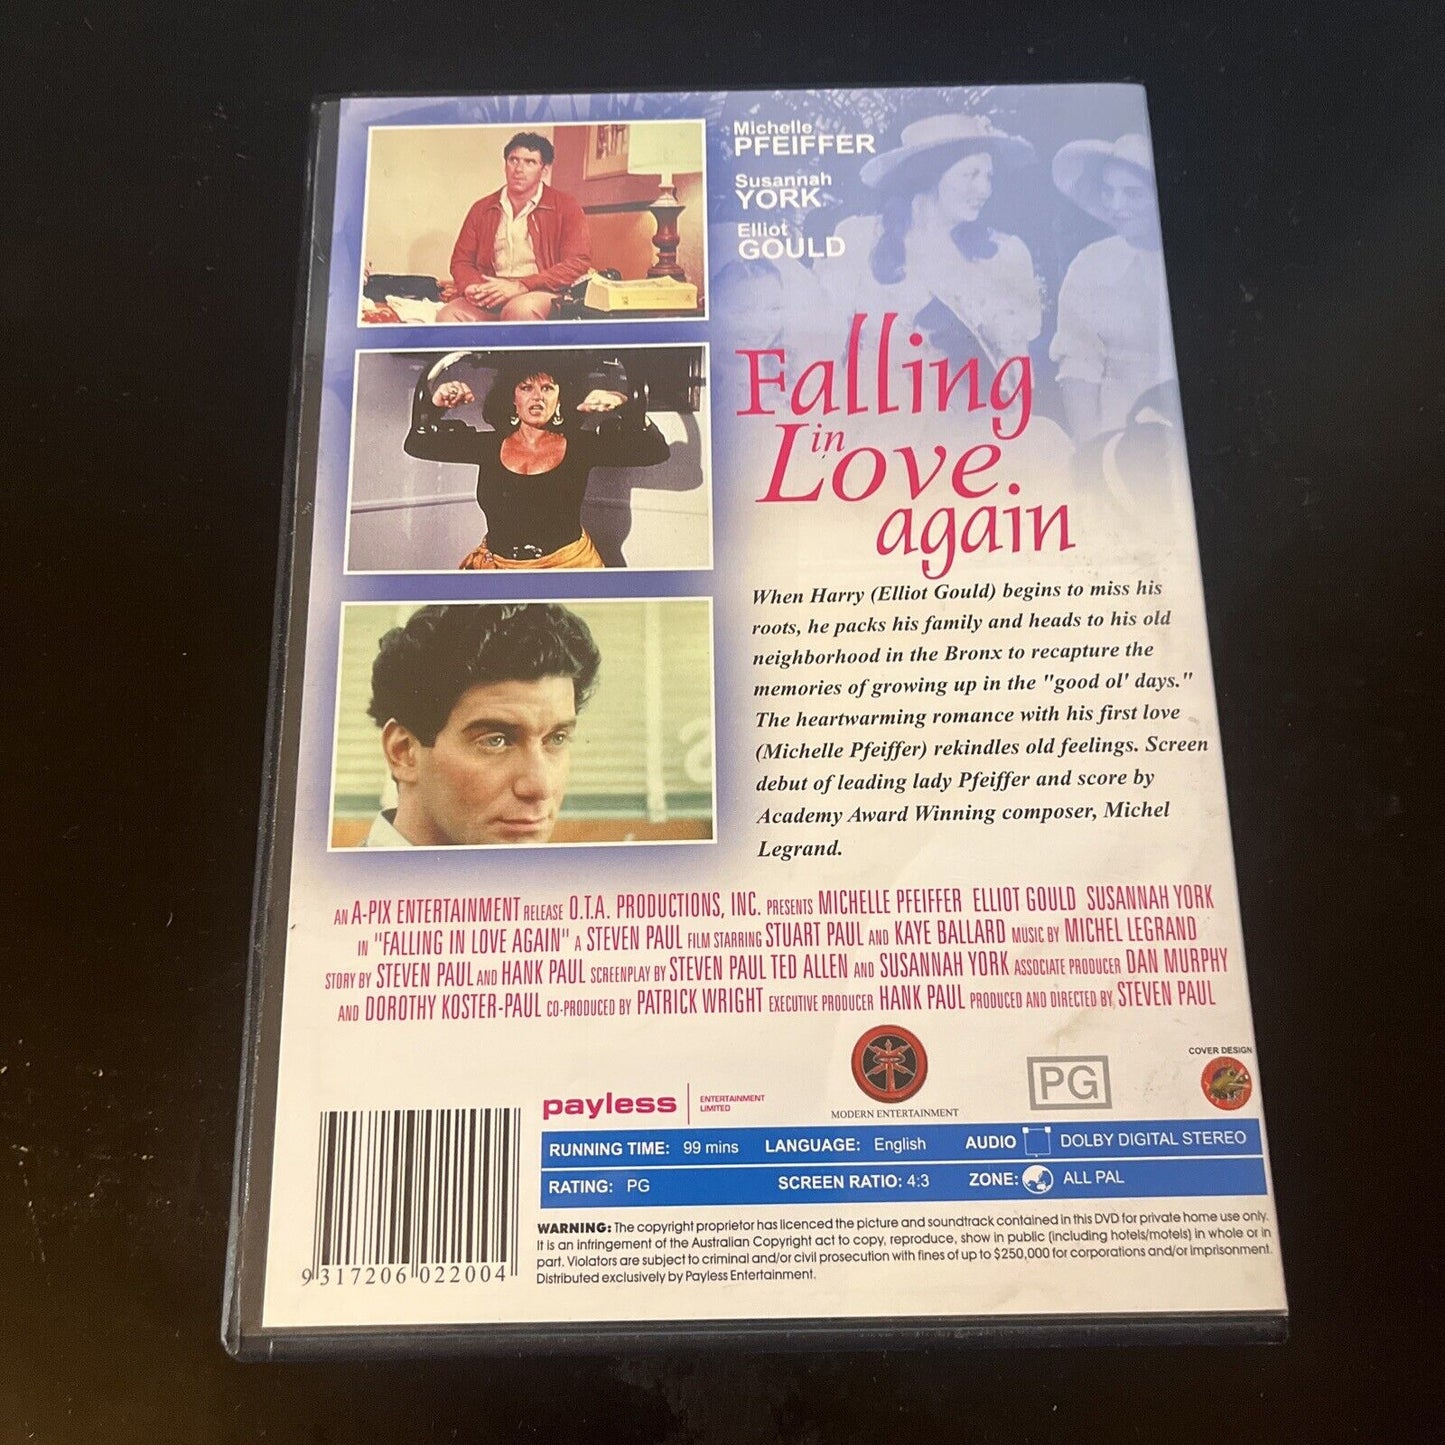 Michelle
PFEIFFER
Susannah
YORK
Elliot
GOULD
Falling
in
Love
again
When Harry (Elliot Gould) begins to miss his
roots, he packs his family and heads to his old
neighborhood in the Bronx to recapture the
memories of growing up in the "good ol' days."
The heartwarming romance with his first love
(Michelle Pfeiffer) rekindles old feelings. Screen
debut of leading lady Pfeiffer and score by
Academy Award Winning composer, Michel
Legrand.
AN A-PIX ENTERTAINMENT RELEASE O.T.A. PRODUCTIONS, INC. PRESENTS MICHELLE PFEIFFER ELLIOT GOULD SUSANNAH YORK
IN "FALLING IN LOVE AGAIN" A STEVEN PAUL FILM STARRING STUART PAUL AND KAYE BALLARD MUSIC BY MICHEL LEGRAND
STORY BY STEVEN PAUL AND HANK PAUL SCREENPLAY BY STEVEN PAUL TED ALLEN AND SUSANNAH YORK ASSOCIATE PRODUCER DAN MURPHY
AND DOROTHY KOSTER-PAUL CO-PRODUCED BY PATRICK WRIGHT EXECUTIVE PRODUCER HANK PAUL PRODUCED AND DIRECTED BY STEVEN PAUL
payless ENTERTAINMENT
LIMITED
MODERN ENTERTAINMENT
PG
COVER DESIGN
RUNNING TIME: 99 mins LANGUAGE: English AUDIO DOLBY DIGITAL STEREO
RATING: PG SCREEN RATIO: 4:3 ZONE: ALL PAL
WARNING: The copyright proprietor has licenced the picture and soundtrack contained in this DVD for private home use only.
It is an infringement of the Australian Copyright act to copy, reproduce, show in public (including hotels/motels) in whole or in
part. Violators are subject to criminal and/or civil prosecution with fines of up to $250,000 for corporations and/or imprisonment.
Distributed exclusively by Payless Entertainment.
9 317206 022004